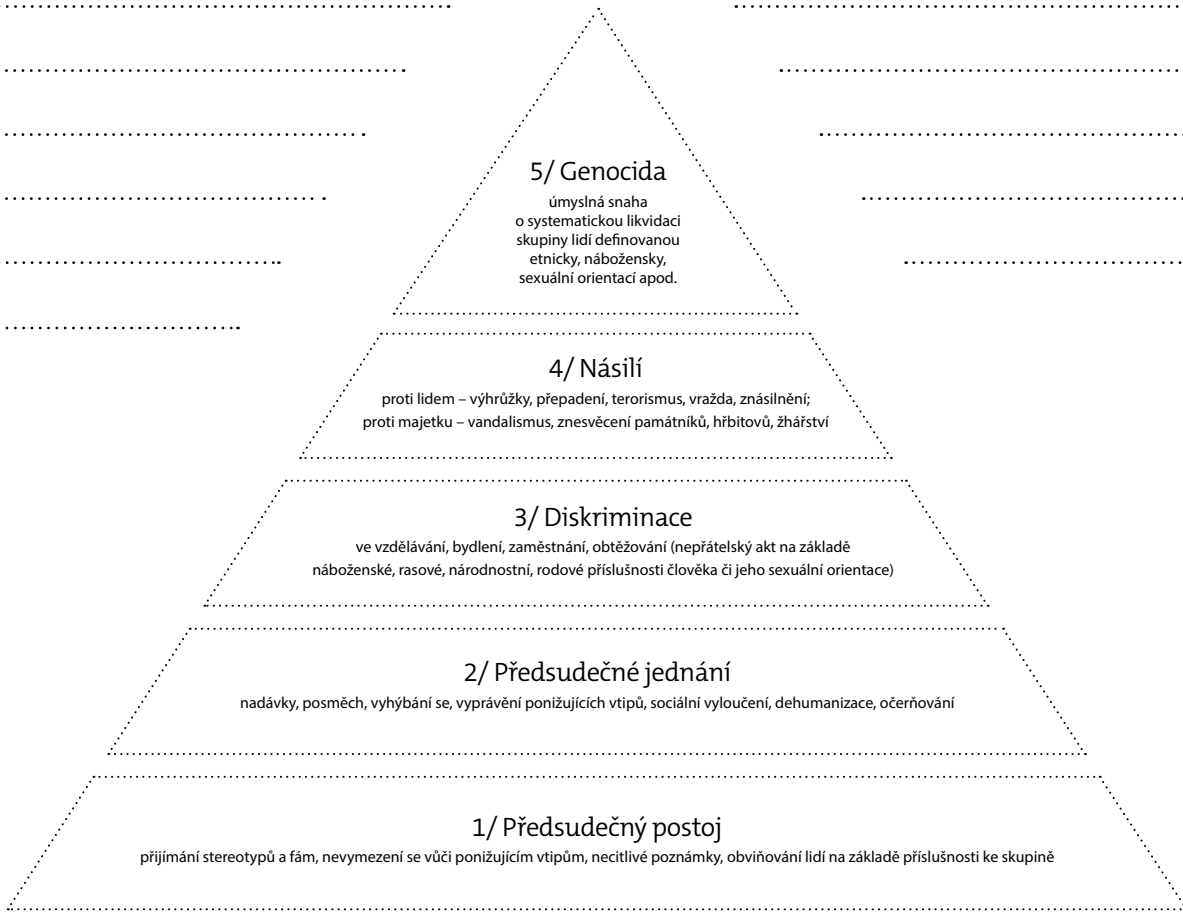 5/ Genocida
úmyslná snaha
o systematickou likvidaci
skupiny lidí definovanou
etnicky, nábožensky,
sexuální orientací apod.
4/ Násilí
proti lidem – výhrůžky, přepadení, terorismus, vražda, znásilnění;
proti majetku – vandalismus, znesvěcení památníků, hřbitovů, žhářství
3/ Diskriminace
ve vzdělávání, bydlení, zaměstnání, obtěžování (nepřátelský akt na základě
náboženské, rasové, národnostní, rodové příslušnosti člověka či jeho sexuální orientace)
2/ Předsudečné jednání
nadávky, posměch, vyhýbání se, vyprávění ponižujících vtipů, sociální vyloučení, dehumanizace, očerňování
1/ Předsudečný postoj
přijímání stereotypů a fám, nevymezení se vůči ponižujícím vtipům, necitlivé poznámky, obviňování lidí na základě příslušnosti ke skupině